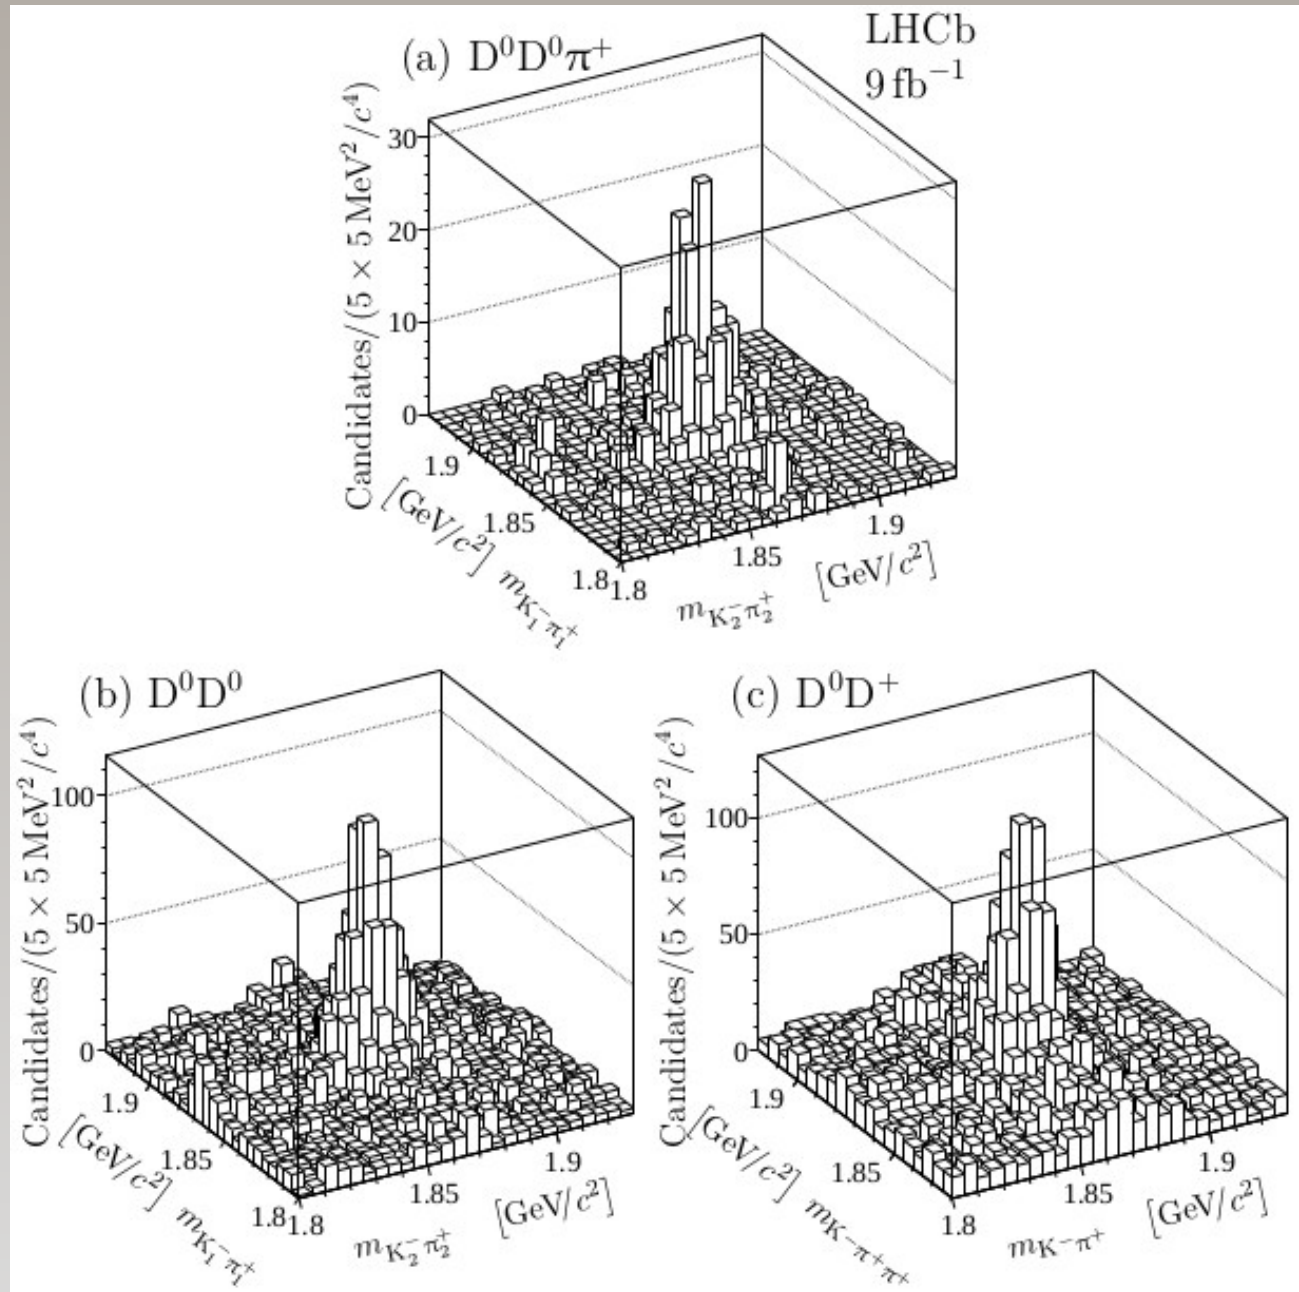 (a) D⁰D⁰π⁺
LHCb
9 fb⁻¹
Candidates/(5 × 5 MeV²/c⁴)
30
20
10
0
1.9
1.85
1.8
[GeV/c²] m_{K₁⁻π₁⁺}
1.8
1.85
1.9
m_{K₂⁻π₂⁺} [GeV/c²]
(b) D⁰D⁰
Candidates/(5 × 5 MeV²/c⁴)
100
50
0
1.9
1.85
1.8
[GeV/c²] m_{K₁⁻π₁⁺}
1.8
1.85
1.9
m_{K₂⁻π₂⁺} [GeV/c²]
(c) D⁰D⁺
Candidates/(5 × 5 MeV²/c⁴)
100
50
0
1.9
1.85
[GeV/c²] m_{K⁻π⁺π⁺}
1.8
1.85
1.9
m_{K⁻π⁺} [GeV/c²]